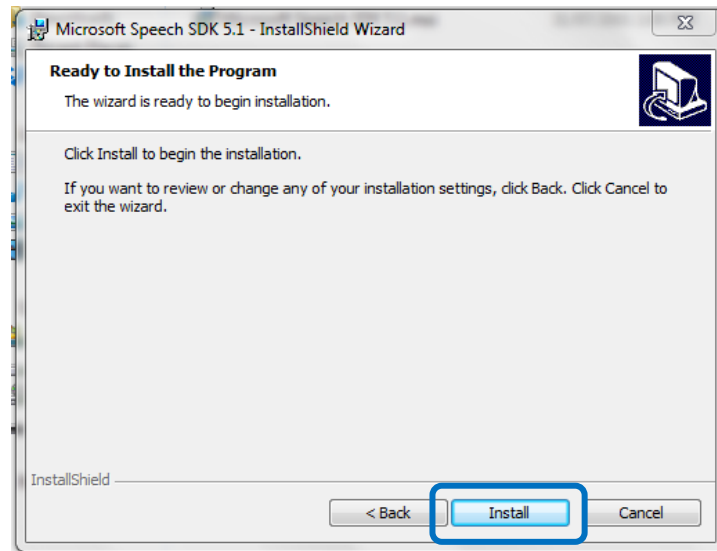 Microsoft Speech SDK 5.1 - InstallShield Wizard
Ready to Install the Program
The wizard is ready to begin installation.
Click Install to begin the installation.
If you want to review or change any of your installation settings, click Back. Click Cancel to
exit the wizard.
InstallShield
< Back
Install
Cancel